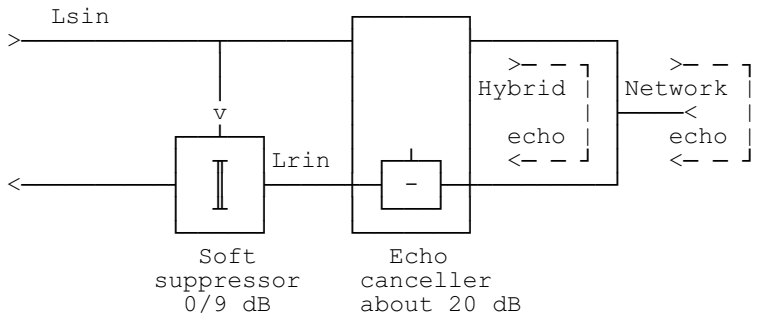 Lsin
Hybrid
echo
Network
echo
Lrin
Soft
suppressor
0/9 dB
Echo
canceller
about 20 dB